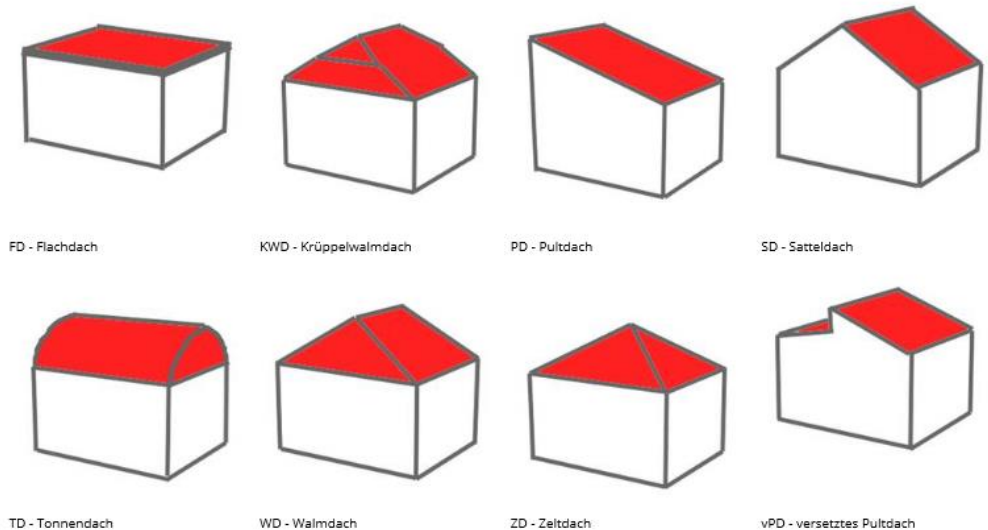 FD - Flachdach
KWD - Krüppelwalmdach
PD - Pultdach
SD - Satteldach
TD - Tonnendach
WD - Walmdach
ZD - Zeltdach
vPD - versetztes Pultdach